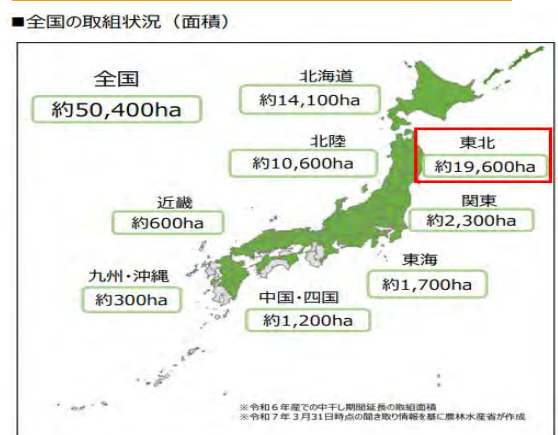 ■全国の取組状況（面積）
全国
約50,400ha
北海道
約14,100ha
北陸
約10,600ha
東北
約19,600ha
近畿
約600ha
関東
約2,300ha
九州・沖縄
約300ha
中国・四国
約1,200ha
東海
約1,700ha
※令和6年産での中干し期間延長の取組面積
※令和7年3月31日時点の聞き取り情報を基に農林水産省が作成